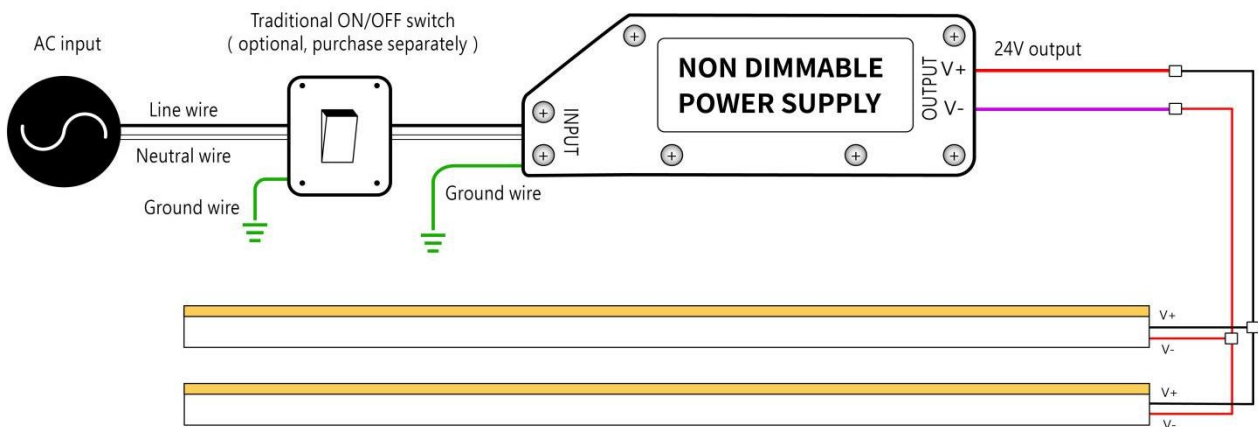 Traditional ON/OFF switch
( optional, purchase separately )
AC input
Line wire
Neutral wire
Ground wire
Ground wire
INPUT
NON DIMMABLE
POWER SUPPLY
OUTPUT
V+
V-
24V output
V+
V-
V+
V-